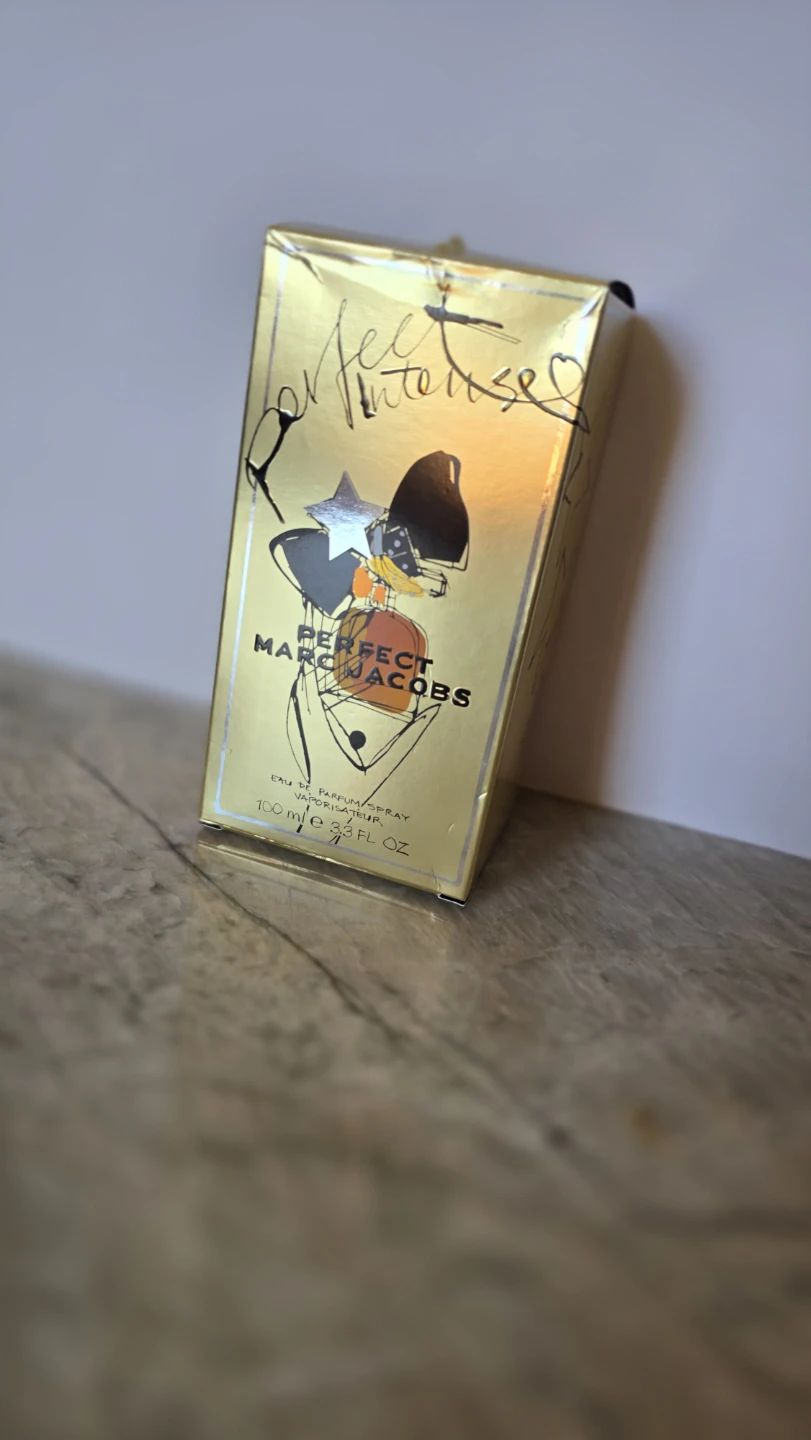 Perfect
Intense
PERFECT
MARC JACOBS
EAU DE PARFUM SPRAY
VAPORISATEUR
100 ml e 3.3 FL OZ